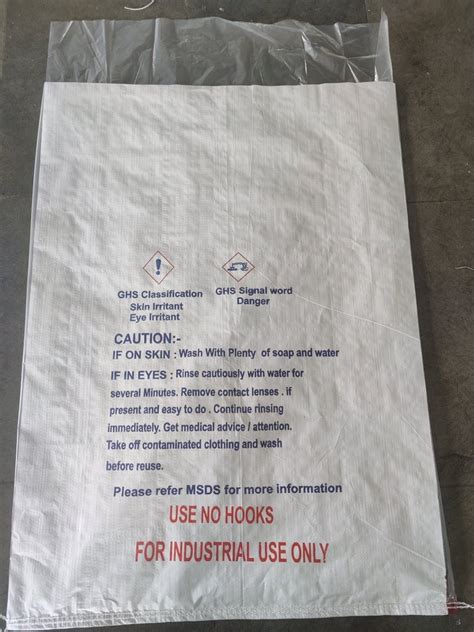 GHS Classification
Skin Irritant
Eye Irritant
GHS Signal word
Danger
CAUTION:-
IF ON SKIN : Wash With Plenty of soap and water
IF IN EYES : Rinse cautiously with water for
several Minutes. Remove contact lenses . if
present and easy to do . Continue rinsing
immediately. Get medical advice / attention.
Take off contaminated clothing and wash
before reuse.
Please refer MSDS for more information
USE NO HOOKS
FOR INDUSTRIAL USE ONLY